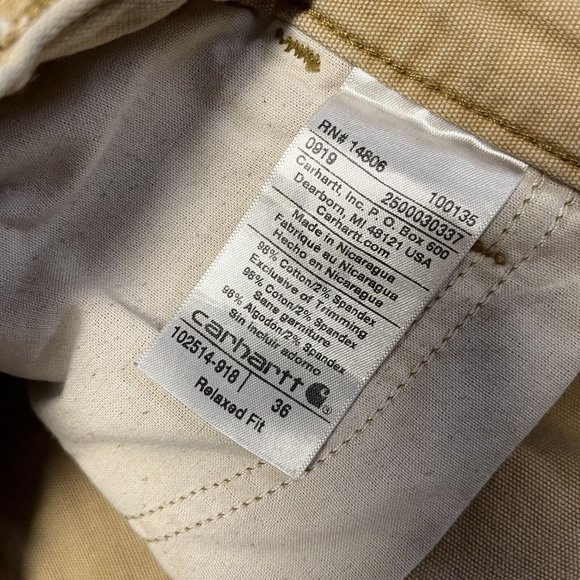 RN# 14806
0919 100135
2500030337
Carhartt, Inc. P. O. Box 600
Dearborn, MI 48121 USA
Carhartt.com
Made in Nicaragua
Fabriqué au Nicaragua
Hecho en Nicaragua
98% Cotton/2% Spandex
Exclusive of Trimming
98% Coton/2% Spandex
Sans garniture
98% Algodón/2% Spandex
Sin incluir adorno
carhartt
102514-918 36
Relaxed Fit